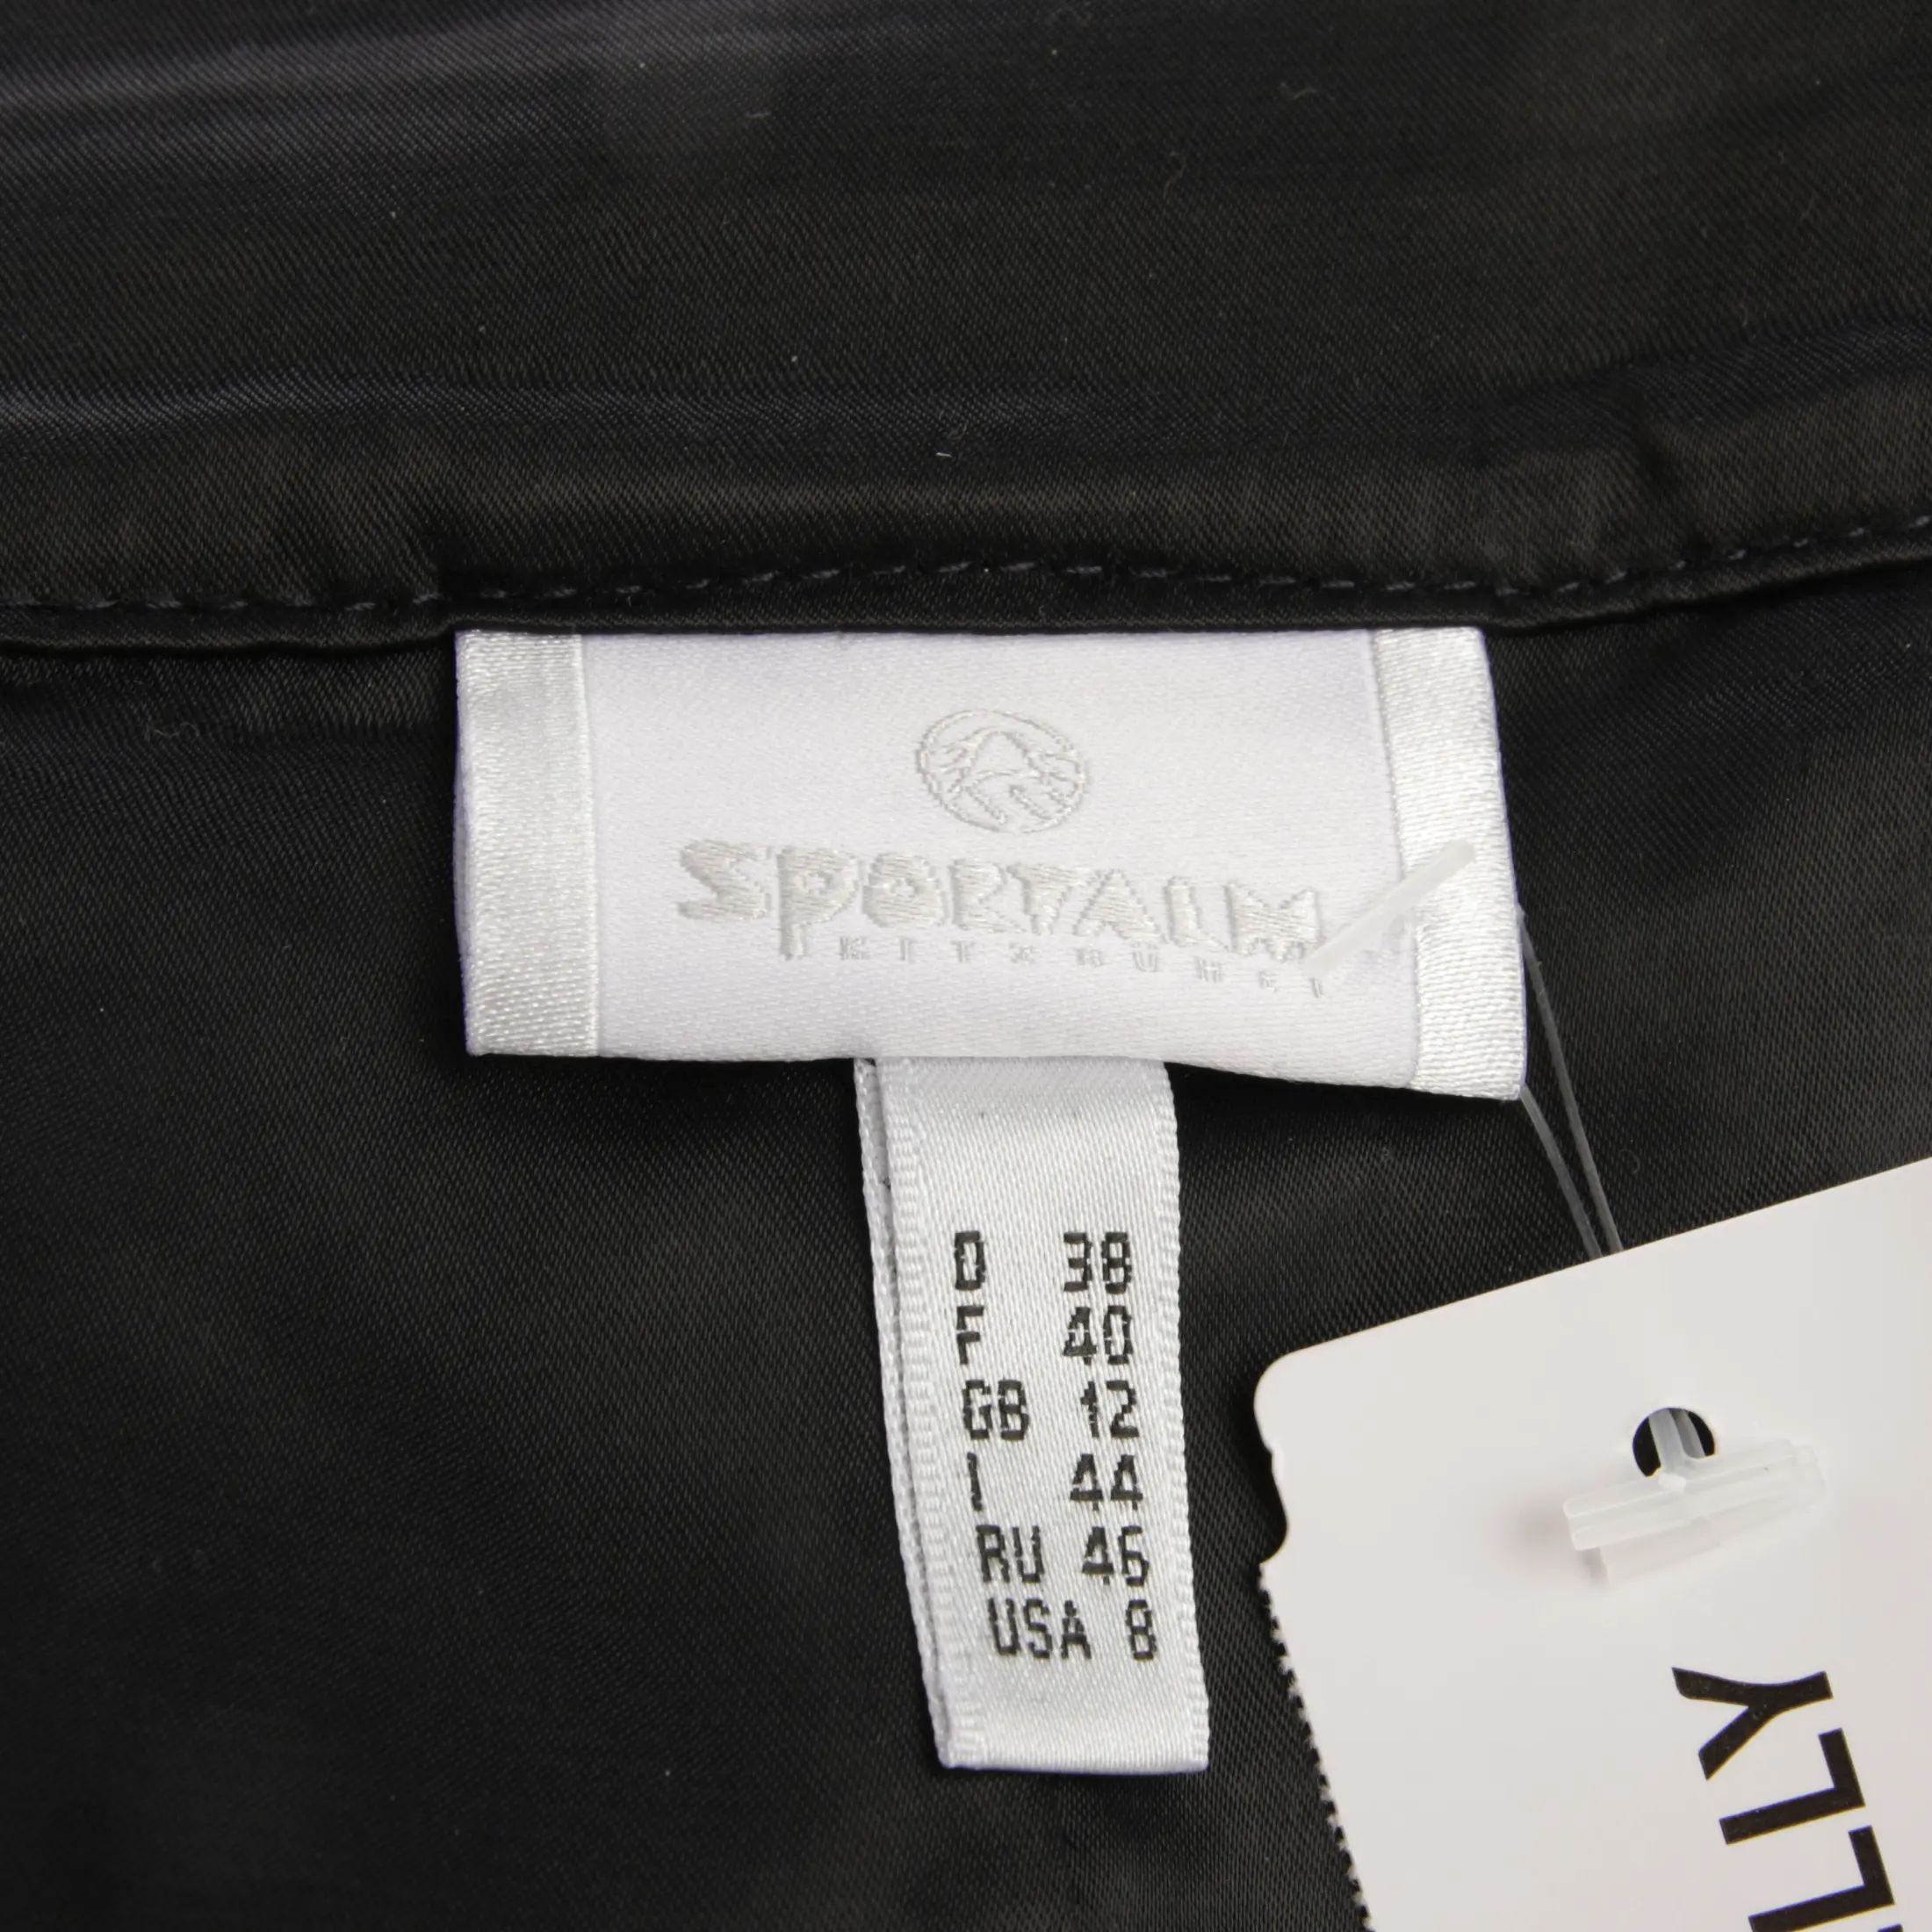 SPORTALM
KITZBÜHEL
D 38
F 40
GB 12
I 44
RU 46
USA 8
LLY